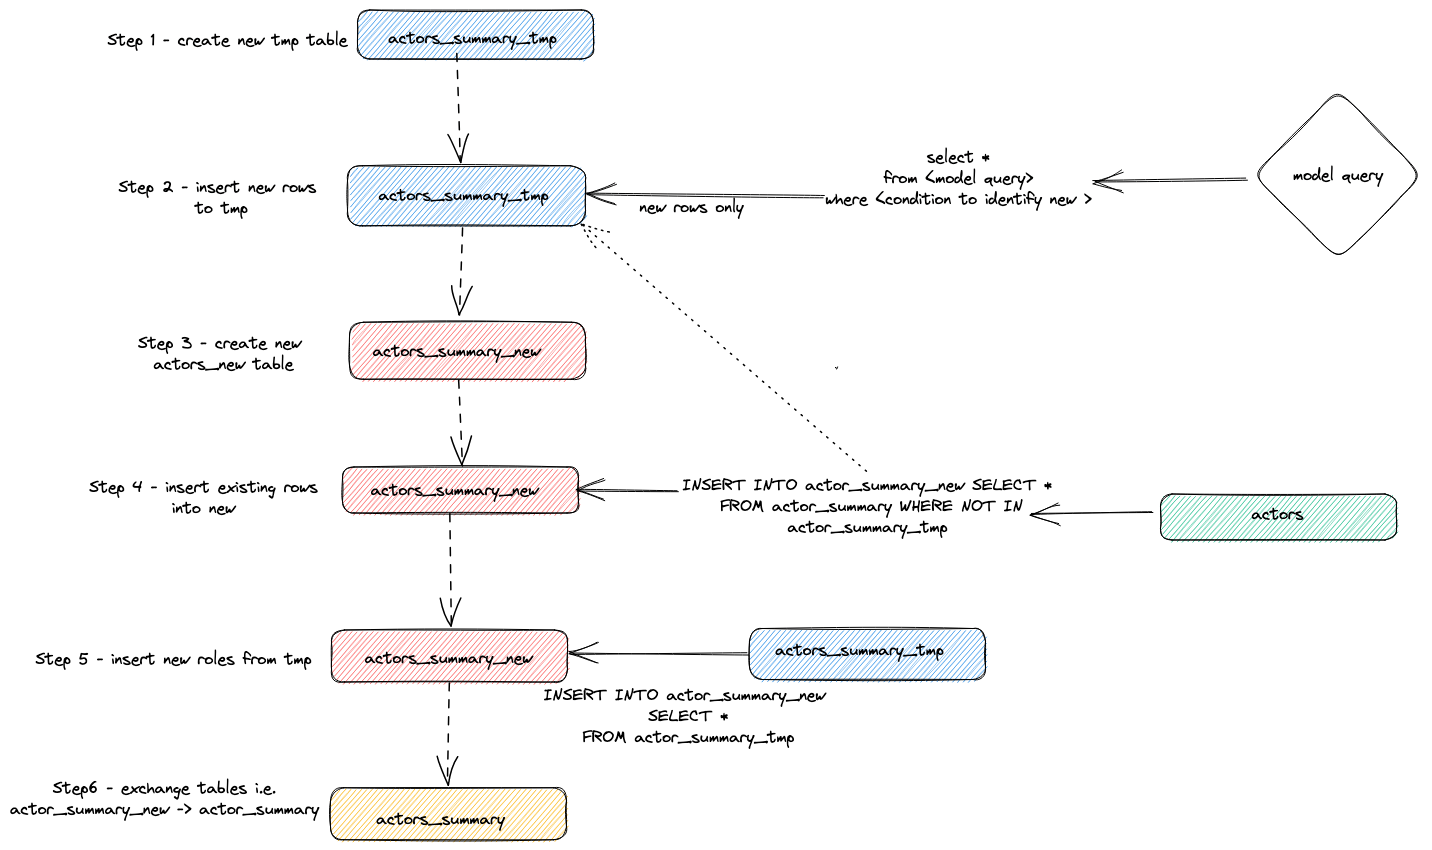 Step 1 - create new tmp table
actors_summary_tmp
select *
from <model query>
where <condition to identify new >
model query
Step 2 - insert new rows
to tmp
actors_summary_tmp
new rows only
Step 3 - create new
actors_new table
actors_summary_new
Step 4 - insert existing rows
into new
actors_summary_new
INSERT INTO actor_summary_new SELECT *
FROM actor_summary WHERE NOT IN
actor_summary_tmp
actors
Step 5 - insert new roles from tmp
actors_summary_new
actors_summary_tmp
INSERT INTO actor_summary_new
SELECT *
FROM actor_summary_tmp
Step6 - exchange tables i.e.
actor_summary_new -> actor_summary
actors_summary